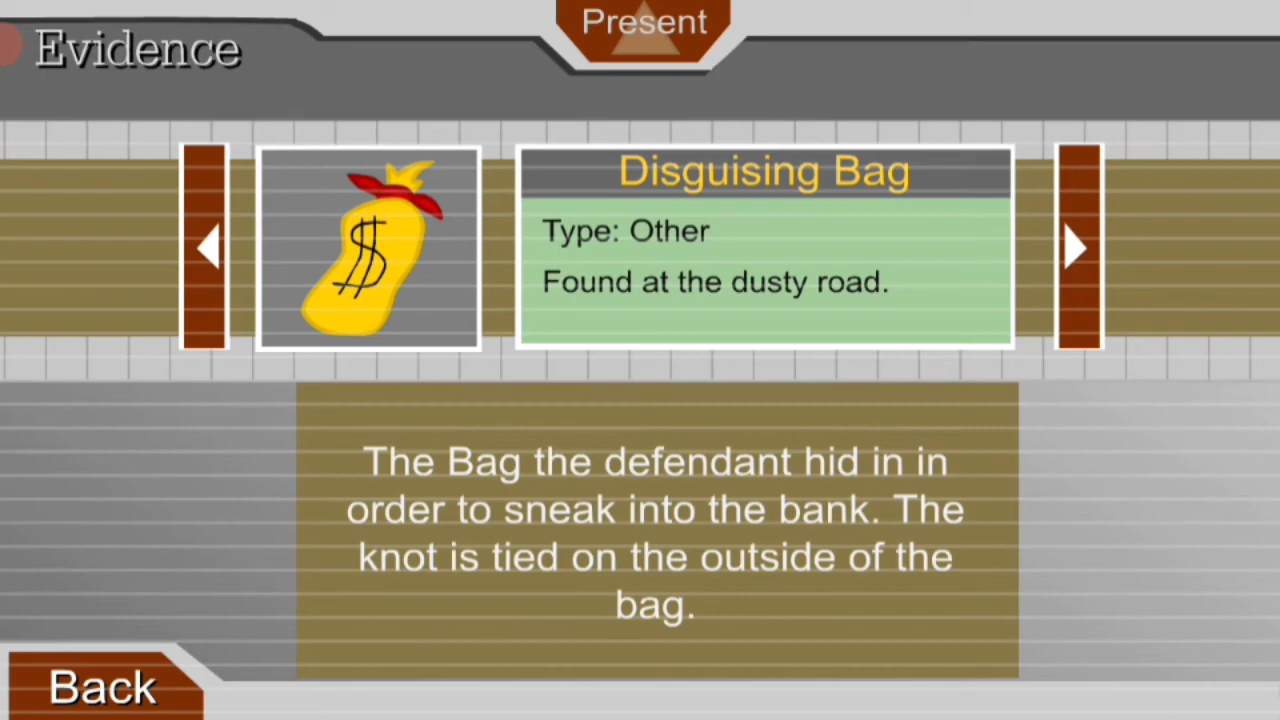 Present
Evidence
$
Disguising Bag
Type: Other
Found at the dusty road.
The Bag the defendant hid in in
order to sneak into the bank. The
knot is tied on the outside of the
bag.
Back